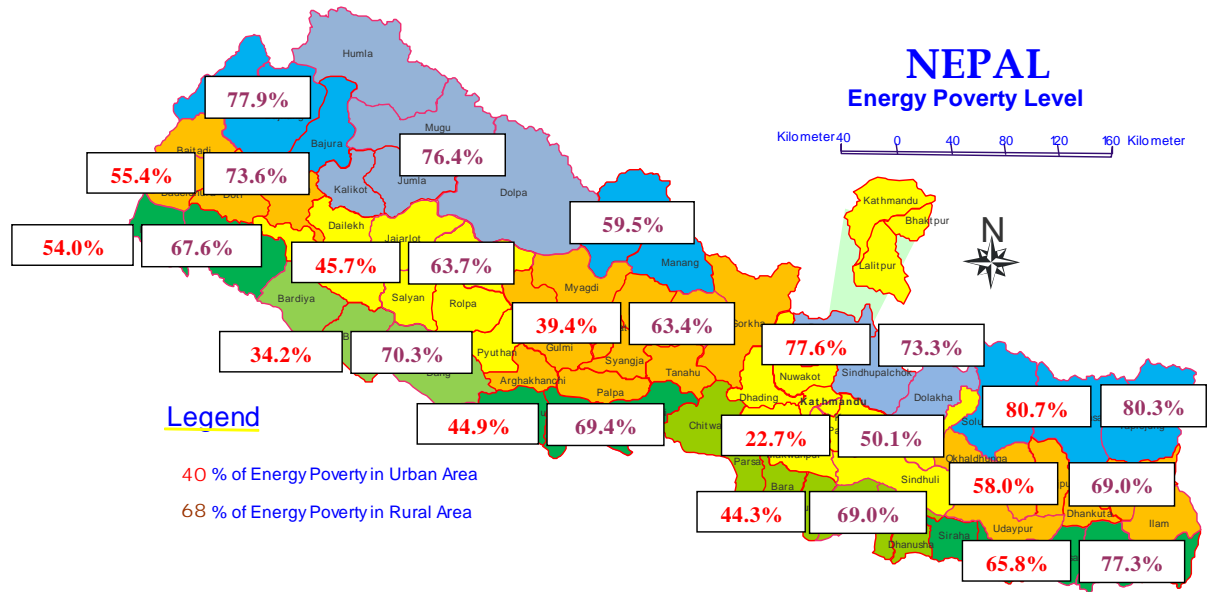 NEPAL
Energy Poverty Level
Kilometer 40 0 40 80 120 160 Kilometer
N
Humla
77.9%
Bajura
Mugu
76.4%
Baitadi
55.4% 73.6%
Jumla
Kalikot
Dolpa
Kathmandu
Bhaktpur
Lalitpur
59.5%
Manang
Dailekh
Jajarlot
54.0% 67.6%
45.7% 63.7%
Myagdi
Bardiya
Salyan
Rolpa
39.4% 63.4%
Gorkha
34.2% 70.3%
Pyuthan
Gulmi
Syangja
77.6% 73.3%
Nuwakot
Sindhupalchok
Tanahu
Arghakhanchi
Palpa
Dhading
Kathmandu
Dolakha
80.7% 80.3%
44.9% 69.4%
22.7% 50.1%
Okhaldhunga
Parsa
Bara
Sindhuli
58.0% 69.0%
44.3% 69.0%
Dhankuta
Ilam
Udaypur
Siraha
Dhanusha
65.8% 77.3%
Legend
40 % of Energy Poverty in Urban Area
68 % of Energy Poverty in Rural Area